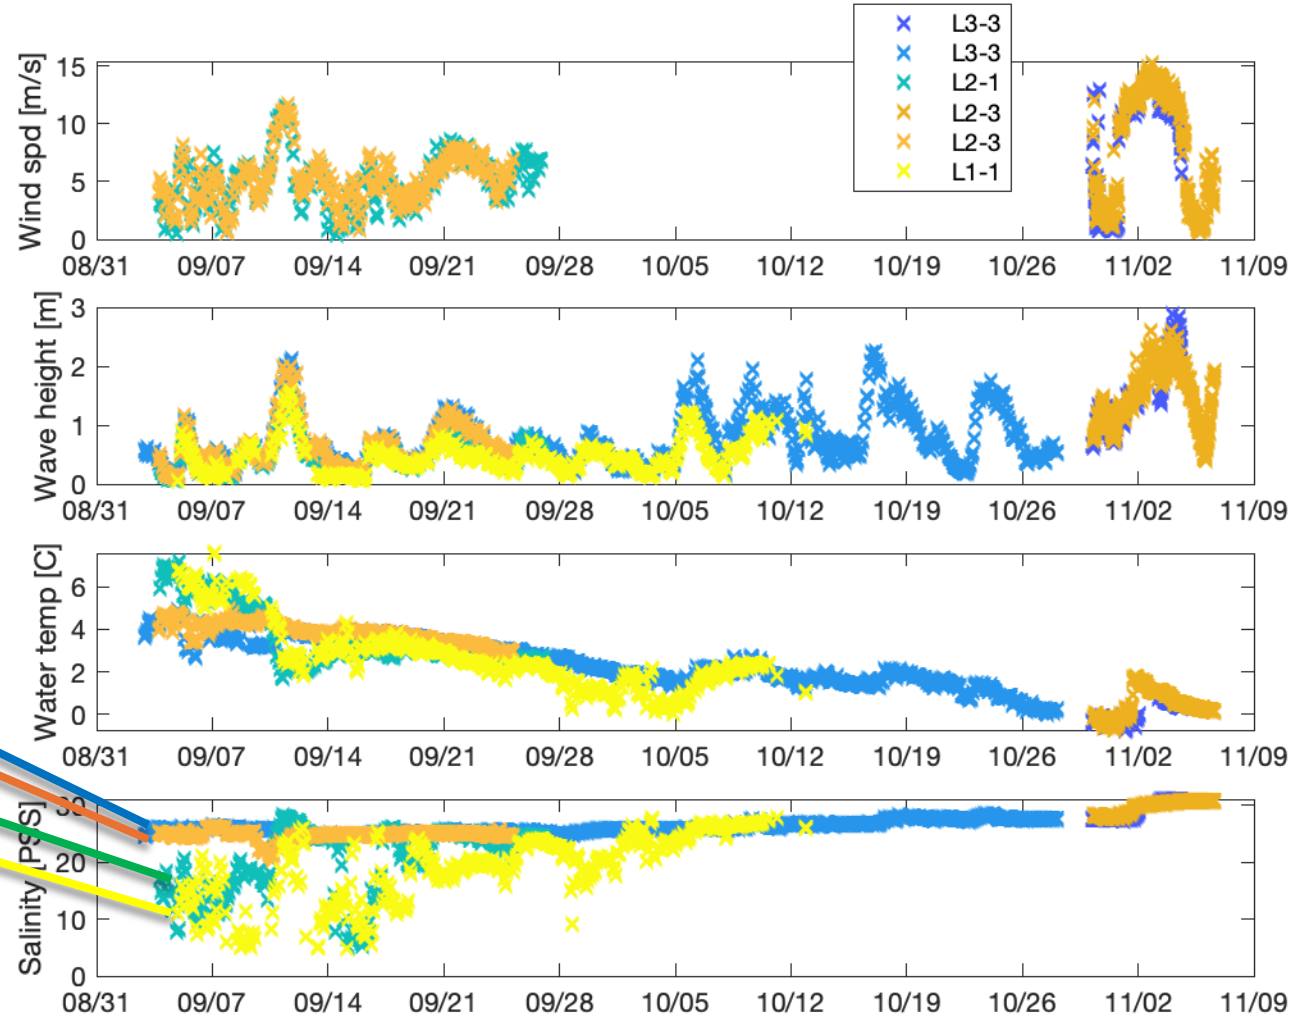 L3-3
L3-3
L2-1
L2-3
L2-3
L1-1
Wind spd [m/s]
15
10
5
0
08/31 09/07 09/14 09/21 09/28 10/05 10/12 10/19 10/26 11/02 11/09
Wave height [m]
3
2
1
0
08/31 09/07 09/14 09/21 09/28 10/05 10/12 10/19 10/26 11/02 11/09
Water temp [C]
6
4
2
0
08/31 09/07 09/14 09/21 09/28 10/05 10/12 10/19 10/26 11/02 11/09
Salinity [PSS]
30
20
10
0
08/31 09/07 09/14 09/21 09/28 10/05 10/12 10/19 10/26 11/02 11/09